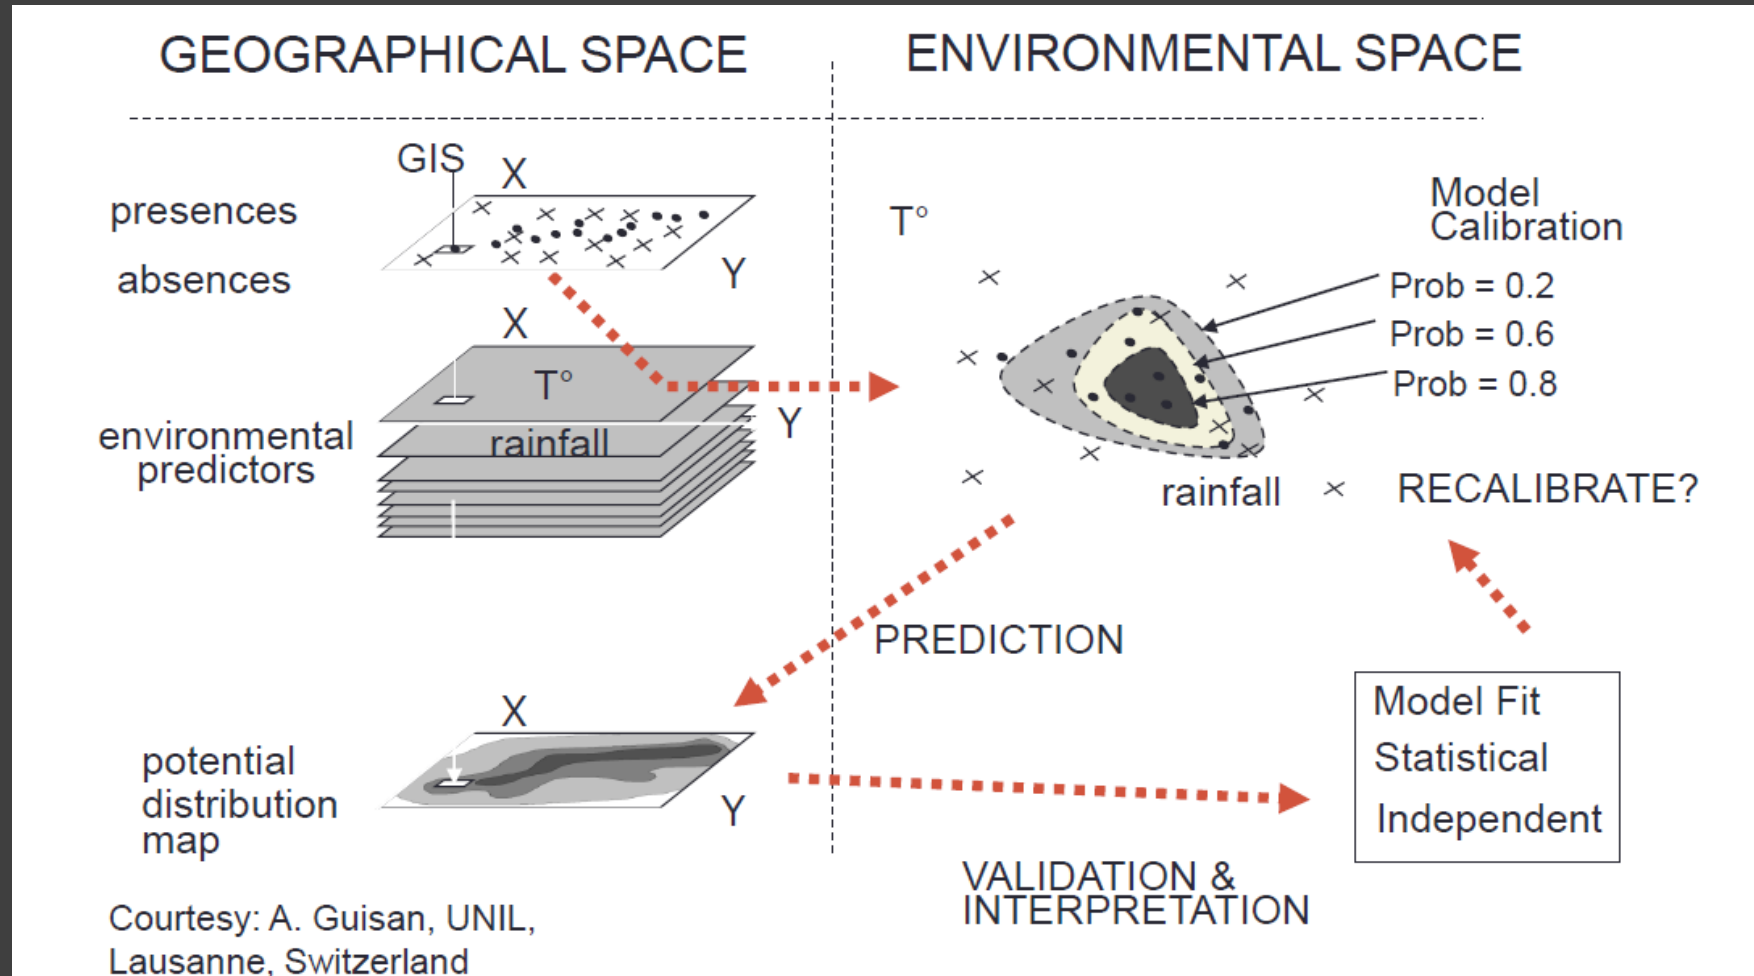 GEOGRAPHICAL SPACE
ENVIRONMENTAL SPACE
GIS
X
presences
absences
Y
X
T°
Y
rainfall
environmental
predictors
T°
Model
Calibration
Prob = 0.2
Prob = 0.6
Prob = 0.8
rainfall
RECALIBRATE?
PREDICTION
X
potential
distribution
map
Y
Model Fit
Statistical
Independent
VALIDATION &
INTERPRETATION
Courtesy: A. Guisan, UNIL,
Lausanne, Switzerland